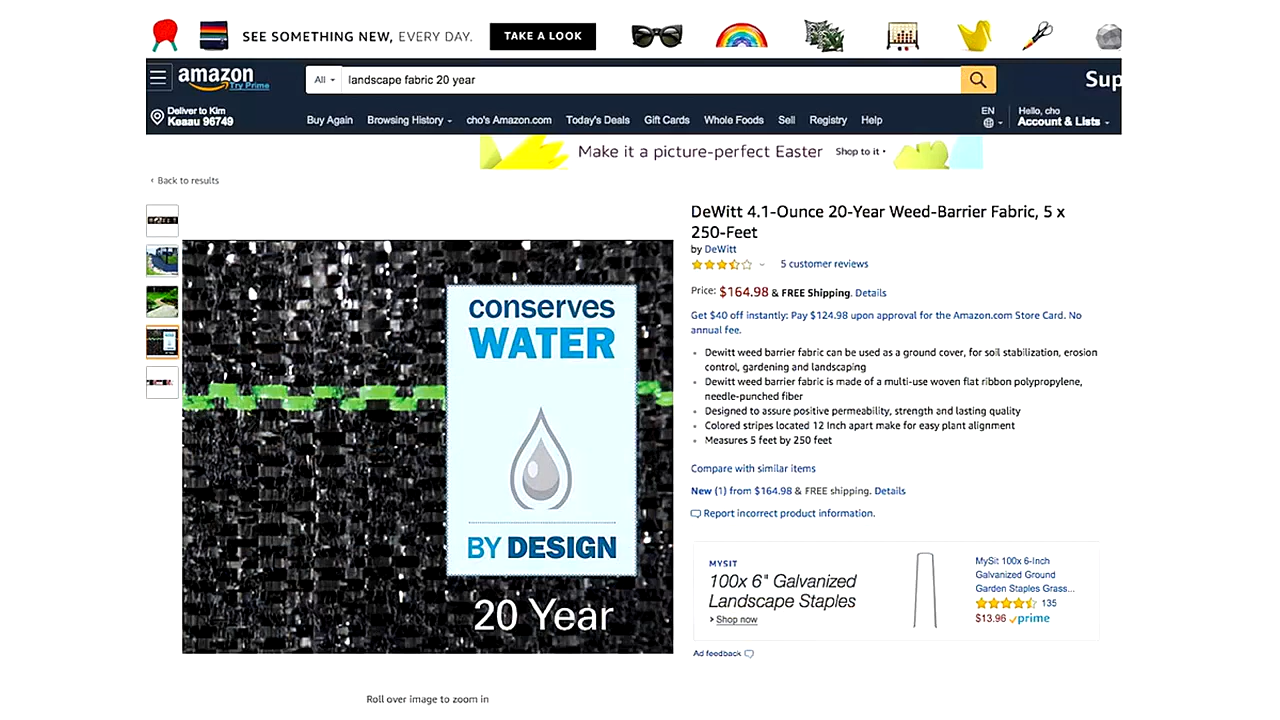 SEE SOMETHING NEW, EVERY DAY. TAKE A LOOK
amazon
Try Prime
All landscape fabric 20 year
Sup
Deliver to Kim
Keaau 96749
Buy Again Browsing History cho's Amazon.com Today's Deals Gift Cards Whole Foods Sell Registry Help
EN
Hello, cho
Account & Lists
Make it a picture-perfect Easter Shop to it
‹ Back to results
conserves
WATER
BY DESIGN
20 Year
Roll over image to zoom in
DeWitt 4.1-Ounce 20-Year Weed-Barrier Fabric, 5 x
250-Feet
by DeWitt
5 customer reviews
Price: $164.98 & FREE Shipping. Details
Get $40 off instantly: Pay $124.98 upon approval for the Amazon.com Store Card. No
annual fee.
• Dewitt weed barrier fabric can be used as a ground cover, for soil stabilization, erosion
control, gardening and landscaping
• Dewitt weed barrier fabric is made of a multi-use woven flat ribbon polypropylene,
needle-punched fiber
• Designed to assure positive permeability, strength and lasting quality
• Colored stripes located 12 Inch apart make for easy plant alignment
• Measures 5 feet by 250 feet
Compare with similar items
New (1) from $164.98 & FREE shipping. Details
Report incorrect product information.
MYSIT
100x 6" Galvanized
Landscape Staples
Shop now
MySit 100x 6-Inch
Galvanized Ground
Garden Staples Grass...
135
$13.96 prime
Ad feedback